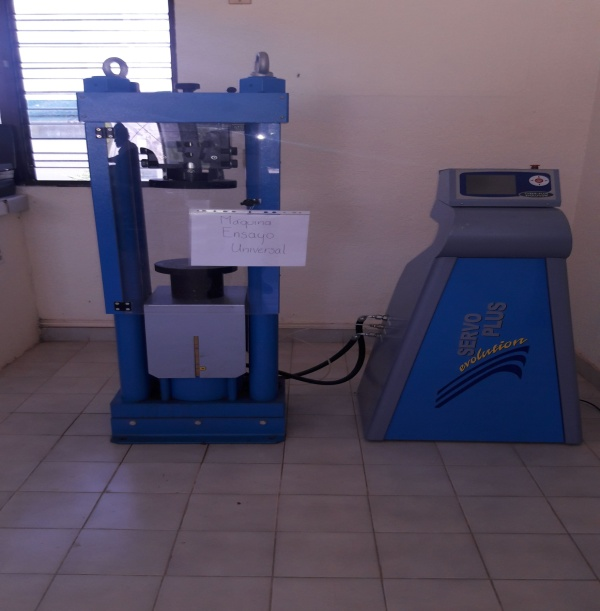 Maquina
Ensayo
Universal
SERVO
PLUS
evolution